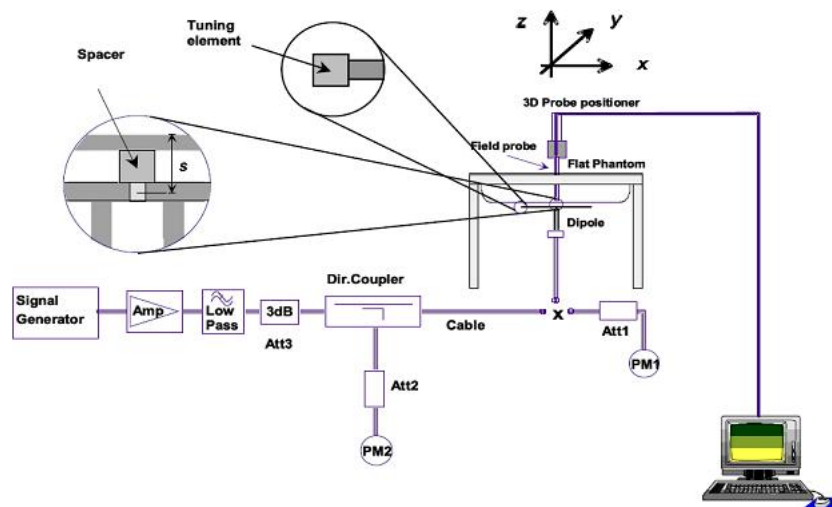 Spacer
Tuning
element
z
y
x
3D Probe positioner
Field probe
Flat Phantom
s
Dipole
Dir.Coupler
Signal
Generator
Amp
Low
Pass
3dB
Att3
Cable
x
Att1
PM1
Att2
PM2